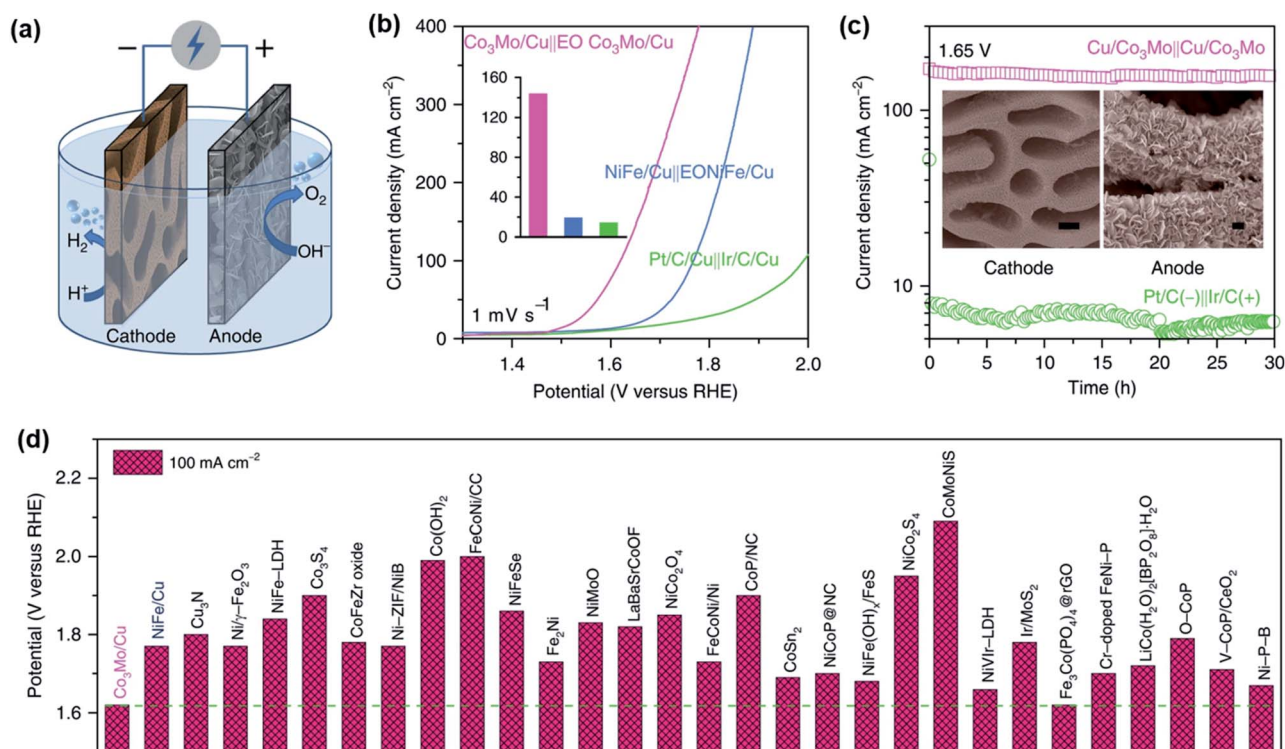 (a)
− +
H₂
O₂
H⁺
OH⁻
Cathode
Anode
(b)
Current density (mA cm⁻²)
400
300
200
100
0
Co₃Mo/Cu||EO Co₃Mo/Cu
160
120
80
40
0
NiFe/Cu||EONiFe/Cu
Pt/C/Cu||Ir/C/Cu
1 mV s⁻¹
1.4 1.6 1.8 2.0
Potential (V versus RHE)
(c)
Current density (mA cm⁻²)
100
10
1.65 V
Cu/Co₃Mo||Cu/Co₃Mo
Cathode
Anode
Pt/C(−)||Ir/C(+)
0 5 10 15 20 25 30
Time (h)
(d)
Potential (V versus RHE)
2.2
2.0
1.8
1.6
100 mA cm⁻²
Co₃Mo/Cu
NiFe/Cu
Cu₃N
Ni/γ−Fe₂O₃
NiFe−LDH
Co₃S₄
CoFeZr oxide
Ni−ZIF/NiB
Co(OH)₂
FeCoNi/CC
NiFeSe
Fe₂Ni
NiMoO
LaBaSrCoOF
NiCo₂O₄
FeCoNi/Ni
CoP/NC
CoSn₂
NiCoP@NC
NiFe(OH)ₓ/FeS
NiCo₂S₄
CoMoNiS
NiVIr−LDH
Ir/MoS₂
Fe₃Co(PO₄)₄@rGO
Cr−doped FeNi−P
LiCo(H₂O)₂[BP₂O₈]·H₂O
O−CoP
V−CoP/CeO₂
Ni−P−B